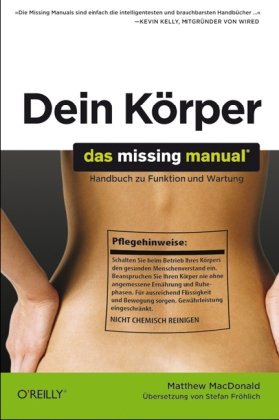 »Die Missing Manuals sind einfach die intelligentesten und brauchbarsten Handbücher ...«
—KEVIN KELLY, MITGRÜNDER VON WIRED
Dein Körper
das missing manual®
Handbuch zu Funktion und Wartung
Pflegehinweise:
Schalten Sie beim Betrieb Ihres Körpers
den gesunden Menschenverstand ein.
Beanspruchen Sie Ihren Körper nie ohne
angemessene Ernährung und Ruhe-
phasen. Für ausreichend Flüssigkeit
und Bewegung sorgen. Gewährleistung
eingeschränkt.
NICHT CHEMISCH REINIGEN
Matthew MacDonald
O'REILLY®
Übersetzung von Stefan Fröhlich